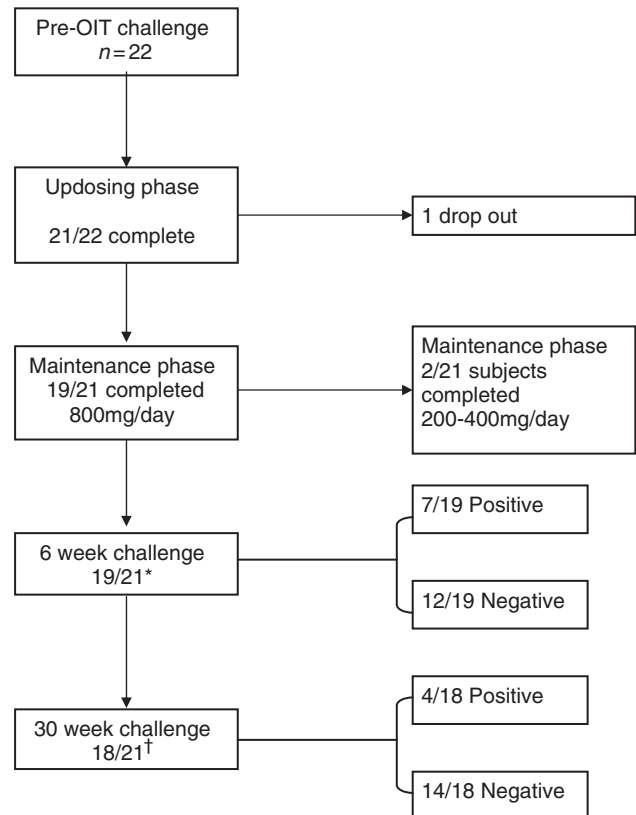 Pre-OIT challenge
n=22
Updosing phase
21/22 complete
1 drop out
Maintenance phase
19/21 completed
800mg/day
Maintenance phase
2/21 subjects
completed
200-400mg/day
6 week challenge
19/21*
7/19 Positive
12/19 Negative
30 week challenge
18/21†
4/18 Positive
14/18 Negative